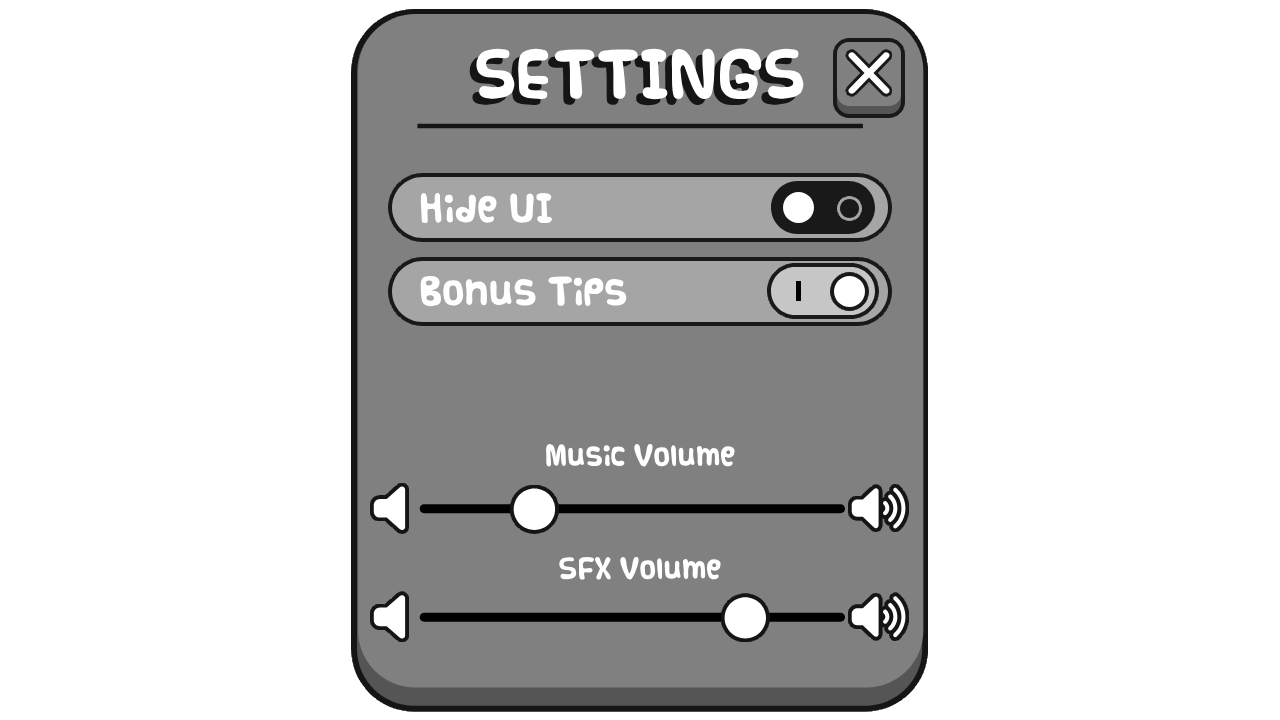 SETTINGS
Hide UI
Bonus Tips
Music Volume
SFX Volume